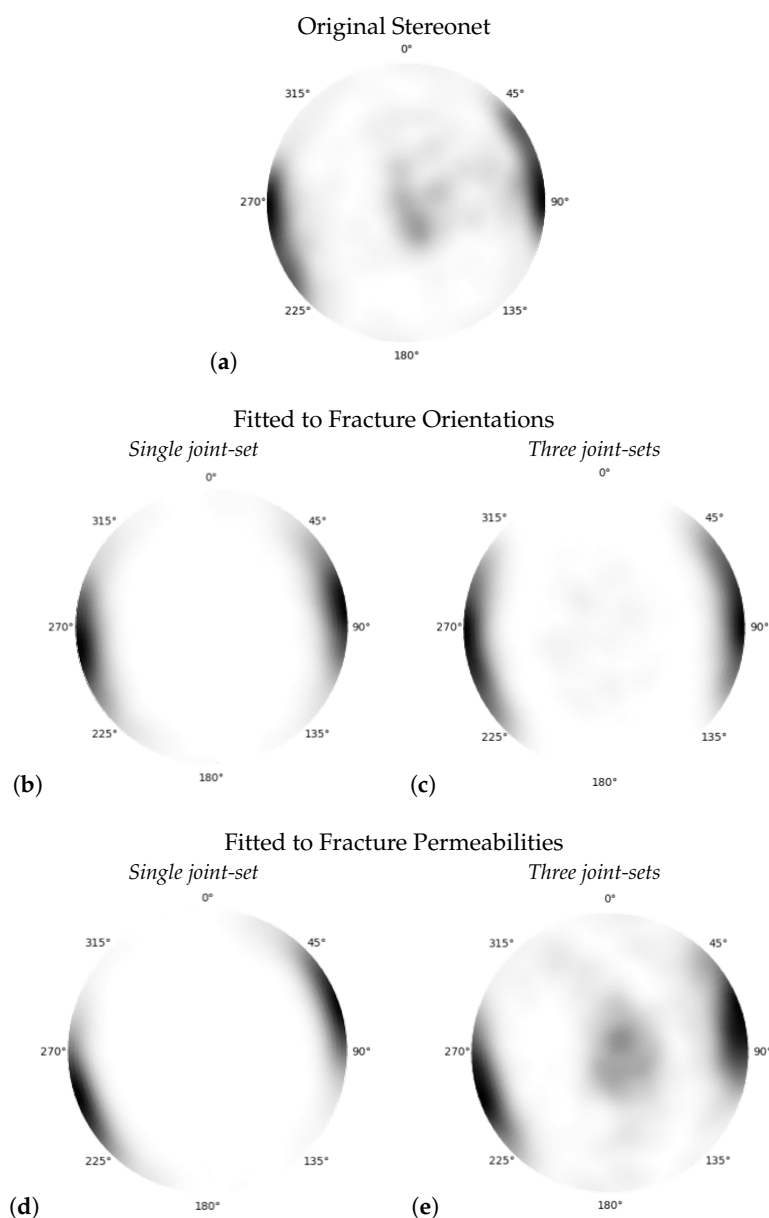 Original Stereonet
0°
315° 45°
270° 90°
225° 135°
180°
(a)
Fitted to Fracture Orientations
Single joint-set Three joint-sets
0° 0°
315° 45° 315° 45°
270° 90° 270° 90°
225° 135° 225° 135°
180° 180°
(b) (c)
Fitted to Fracture Permeabilities
Single joint-set Three joint-sets
0° 0°
315° 45° 315° 45°
270° 90° 270° 90°
225° 135° 225° 135°
180° 180°
(d) (e)